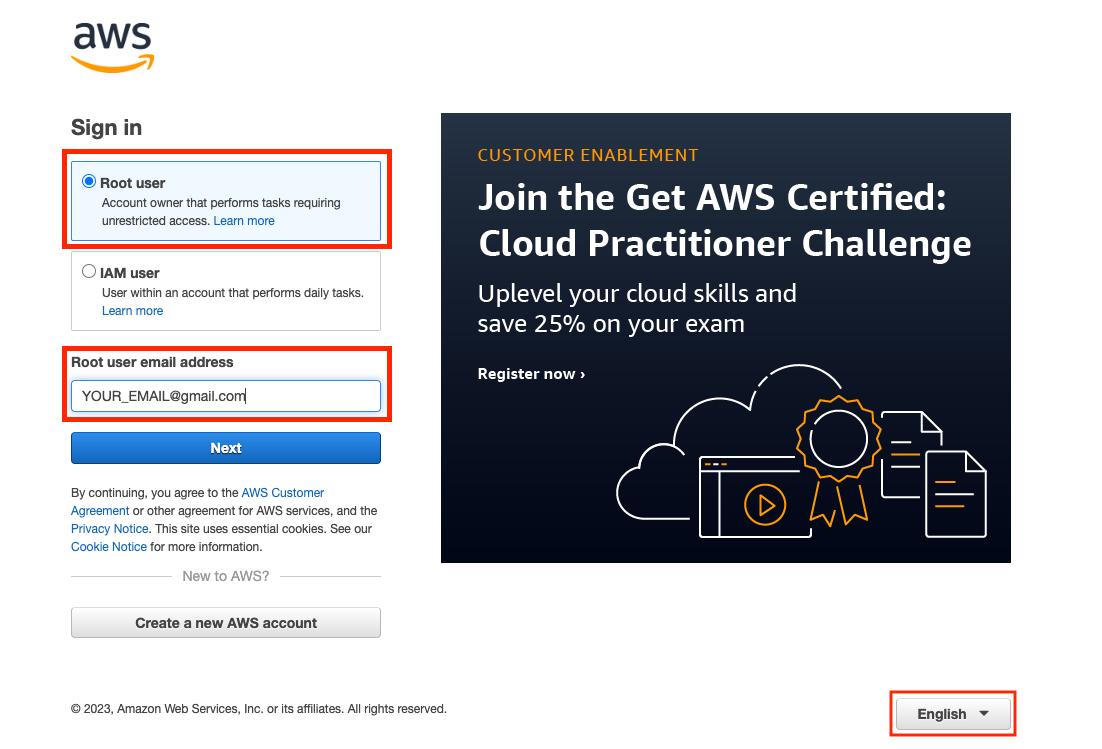 aws
Sign in
Root user
Account owner that performs tasks requiring
unrestricted access. Learn more
IAM user
User within an account that performs daily tasks.
Learn more
Root user email address
YOUR_EMAIL@gmail.com
Next
By continuing, you agree to the AWS Customer
Agreement or other agreement for AWS services, and the
Privacy Notice. This site uses essential cookies. See our
Cookie Notice for more information.
New to AWS?
Create a new AWS account
CUSTOMER ENABLEMENT
Join the Get AWS Certified:
Cloud Practitioner Challenge
Uplevel your cloud skills and
save 25% on your exam
Register now ›
© 2023, Amazon Web Services, Inc. or its affiliates. All rights reserved.
English